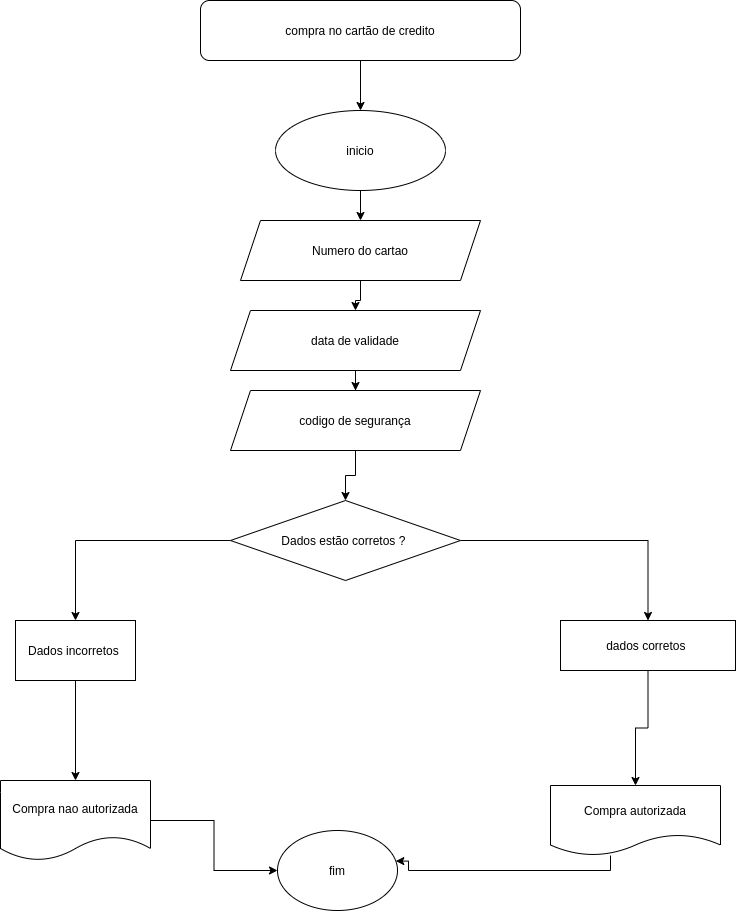 compra no cartão de credito
inicio
Numero do cartao
data de validade
codigo de segurança
Dados estão corretos ?
Dados incorretos
dados corretos
Compra nao autorizada
Compra autorizada
fim